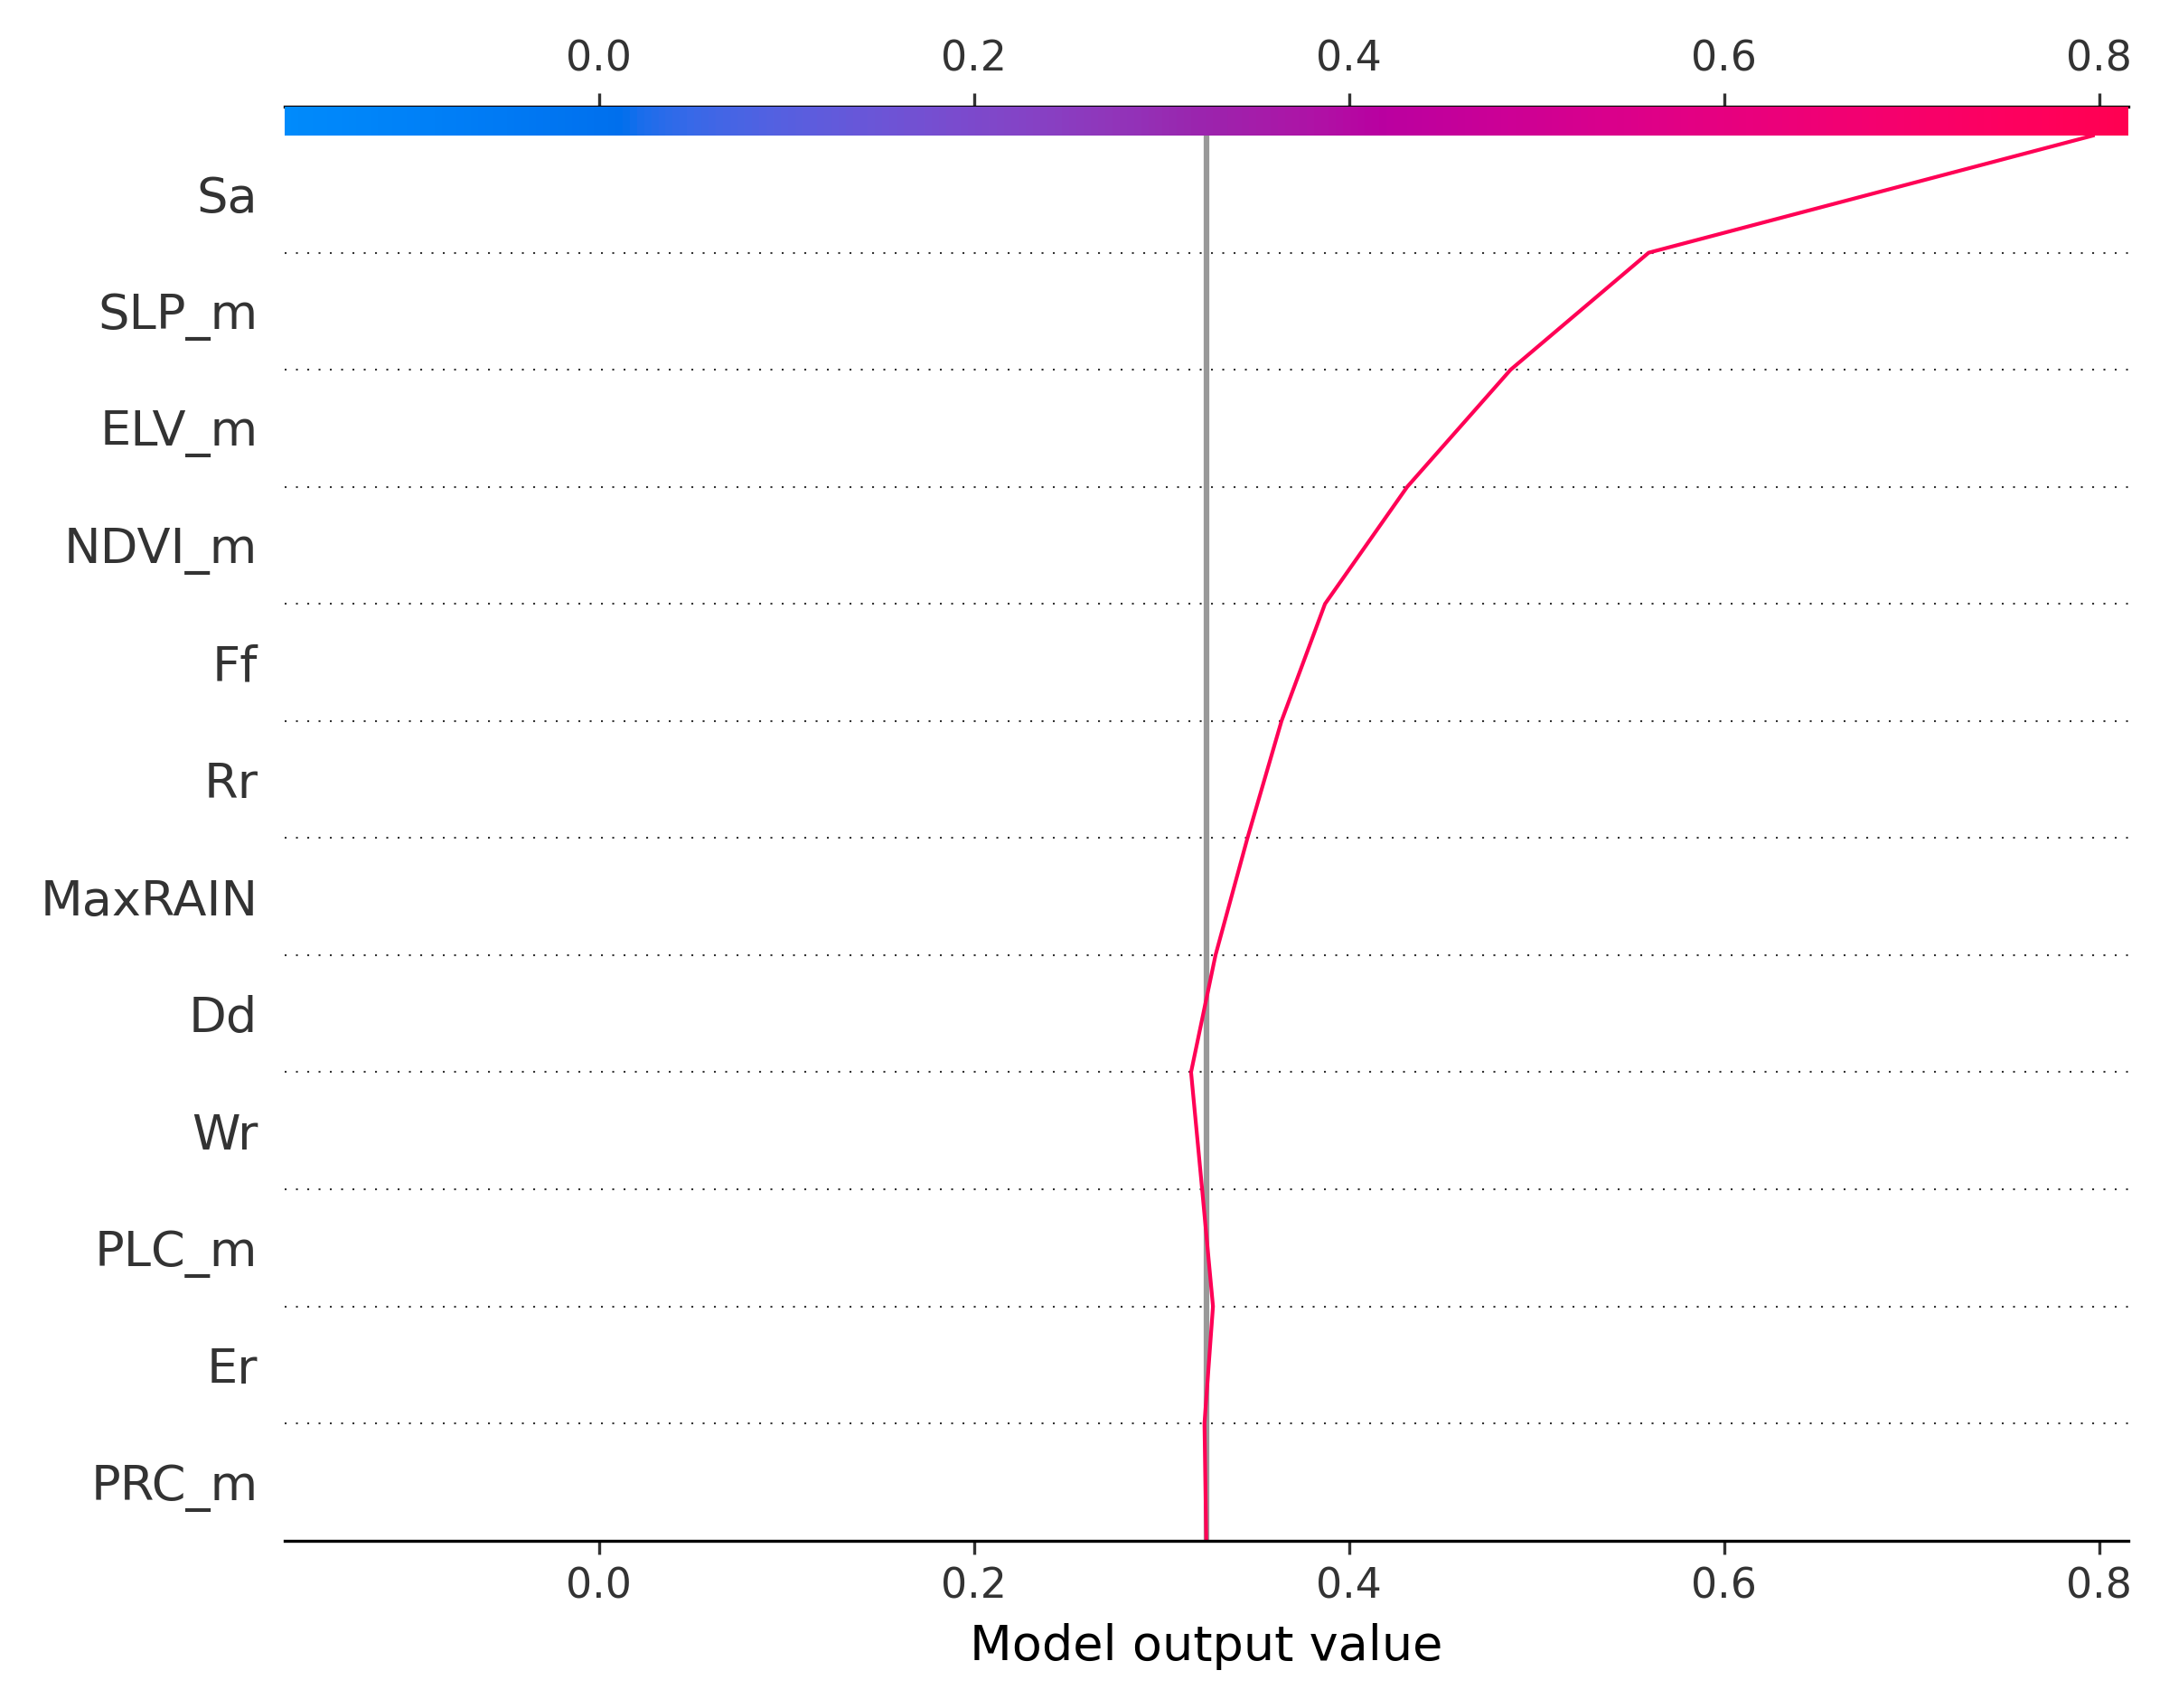 0.0 0.2 0.4 0.6 0.8
Sa
SLP_m
ELV_m
NDVI_m
Ff
Rr
MaxRAIN
Dd
Wr
PLC_m
Er
PRC_m
0.0 0.2 0.4 0.6 0.8
Model output value